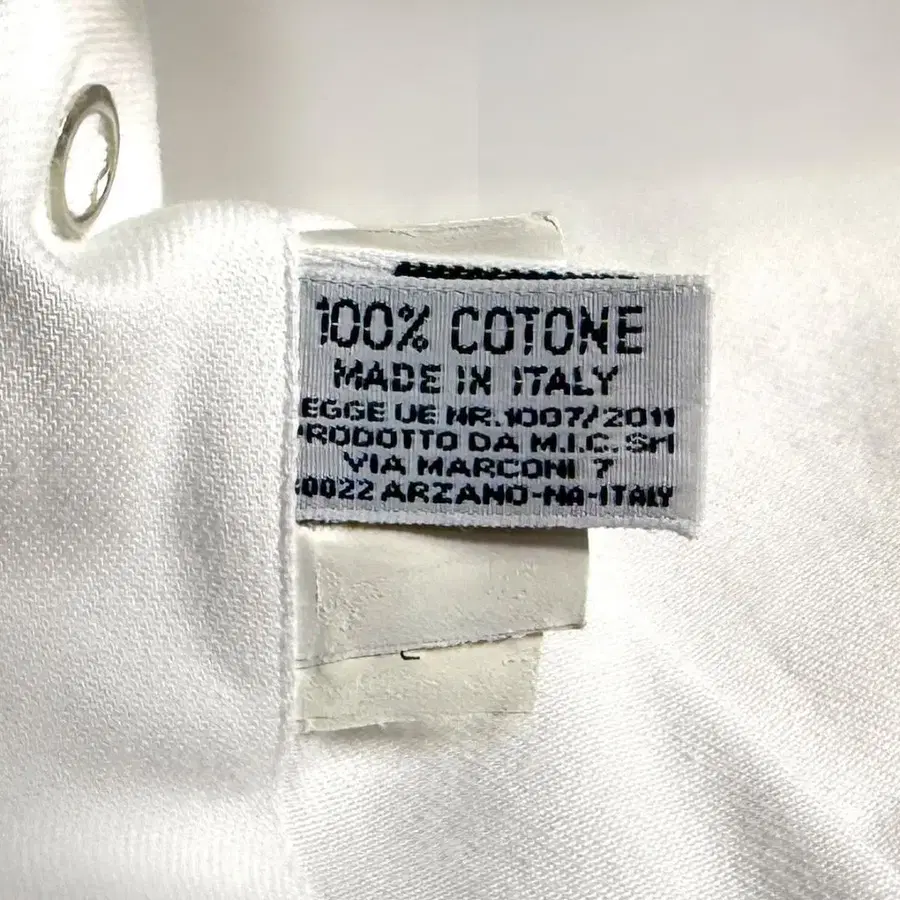 100% COTONE
MADE IN ITALY
EGGE UE NR.1007/2011
RODOTTO DA M.I.C. Srl
VIA MARCONI 7
0022 ARZANO-NA-ITALY